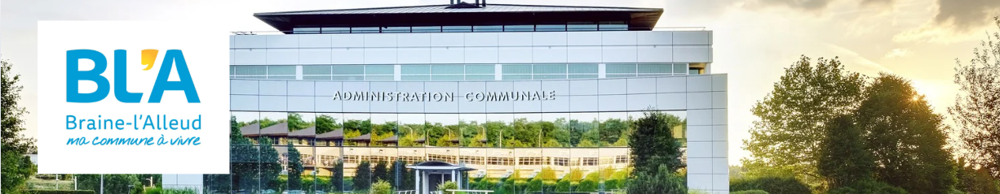 BL'A
Braine-l'Alleud
ma commune à vivre
ADMINISTRATION COMMUNALE